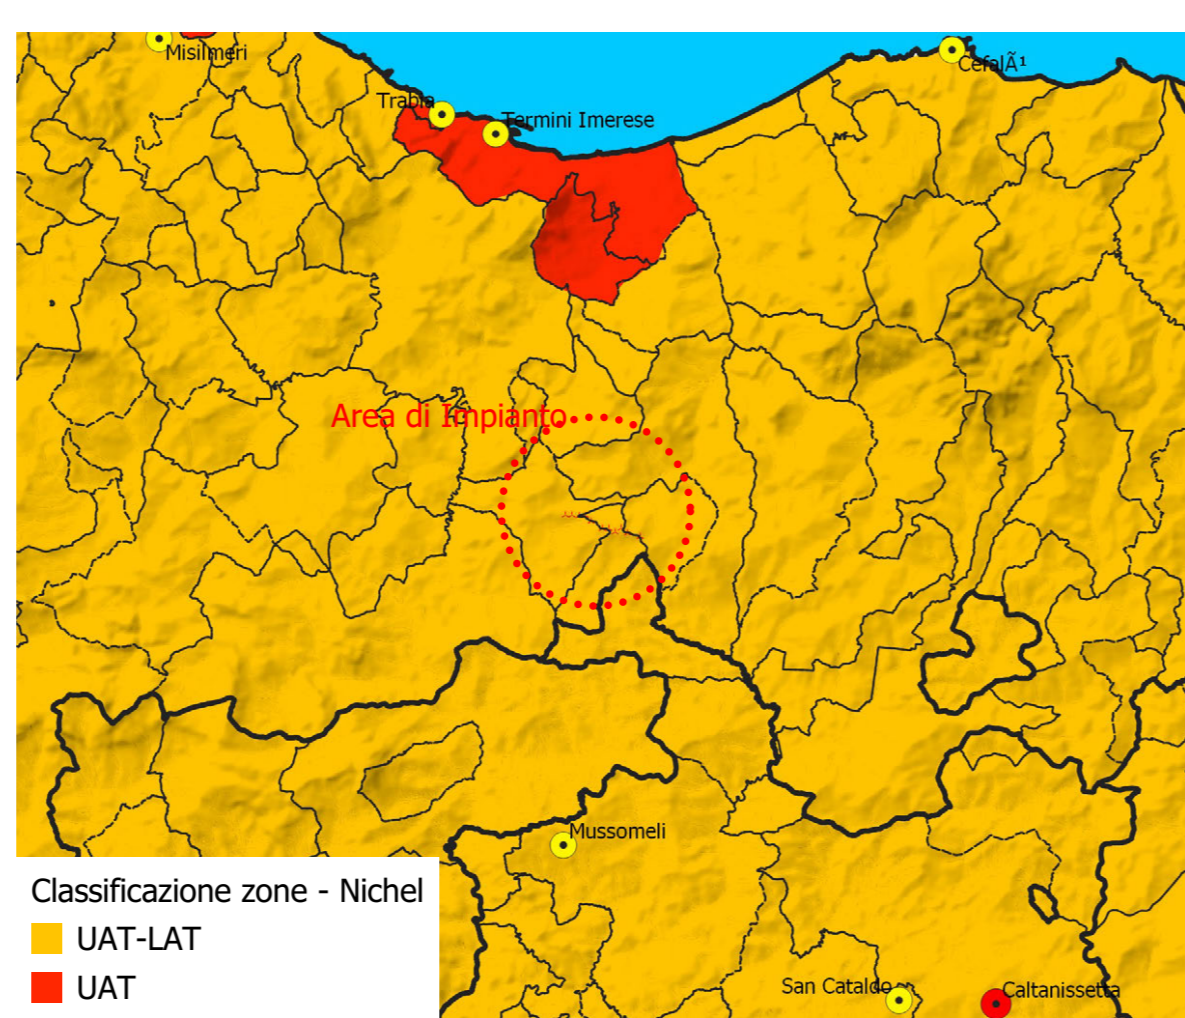 Misilmeri
CefalÃ¹
Trabia
Termini Imerese
Area di Impianto
Mussomeli
Classificazione zone - Nichel
UAT-LAT
UAT
San Cataldo
Caltanissetta